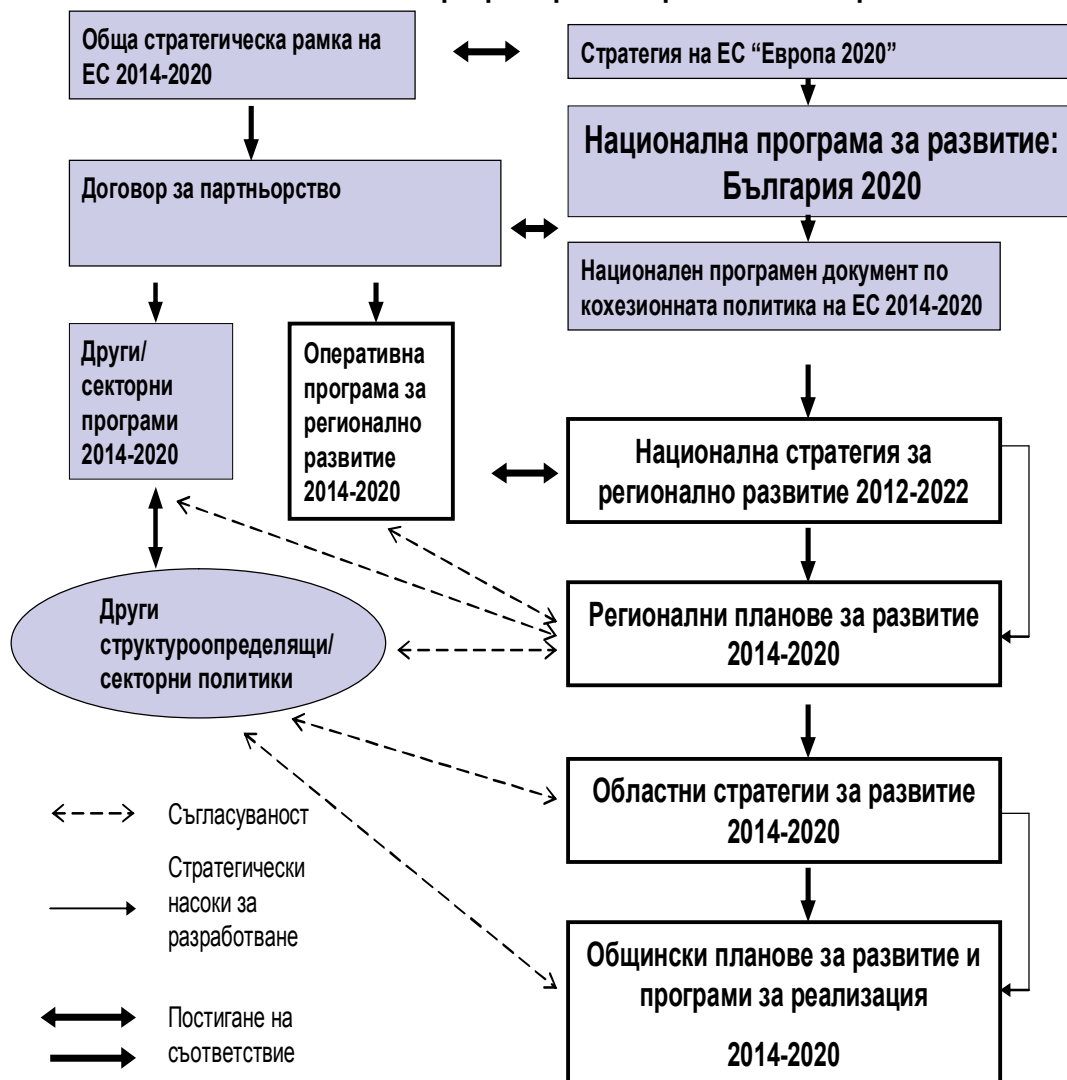 Обща стратегическа рамка на
ЕС 2014-2020
Стратегия на ЕС “Европа 2020”
Национална програма за развитие:
България 2020
Договор за партньорство
Национален програмен документ по
кохезионната политика на ЕС 2014-2020
Други/
секторни
програми
2014-2020
Оперативна
програма за
регионално
развитие
2014-2020
Национална стратегия за
регионално развитие 2012-2022
Други
структуроопределящи/
секторни политики
Регионални планове за развитие
2014-2020
Областни стратегии за развитие
2014-2020
Общински планове за развитие и
програми за реализация
2014-2020
Съгласуваност
Стратегически
насоки за
разработване
Постигане на
съответствие